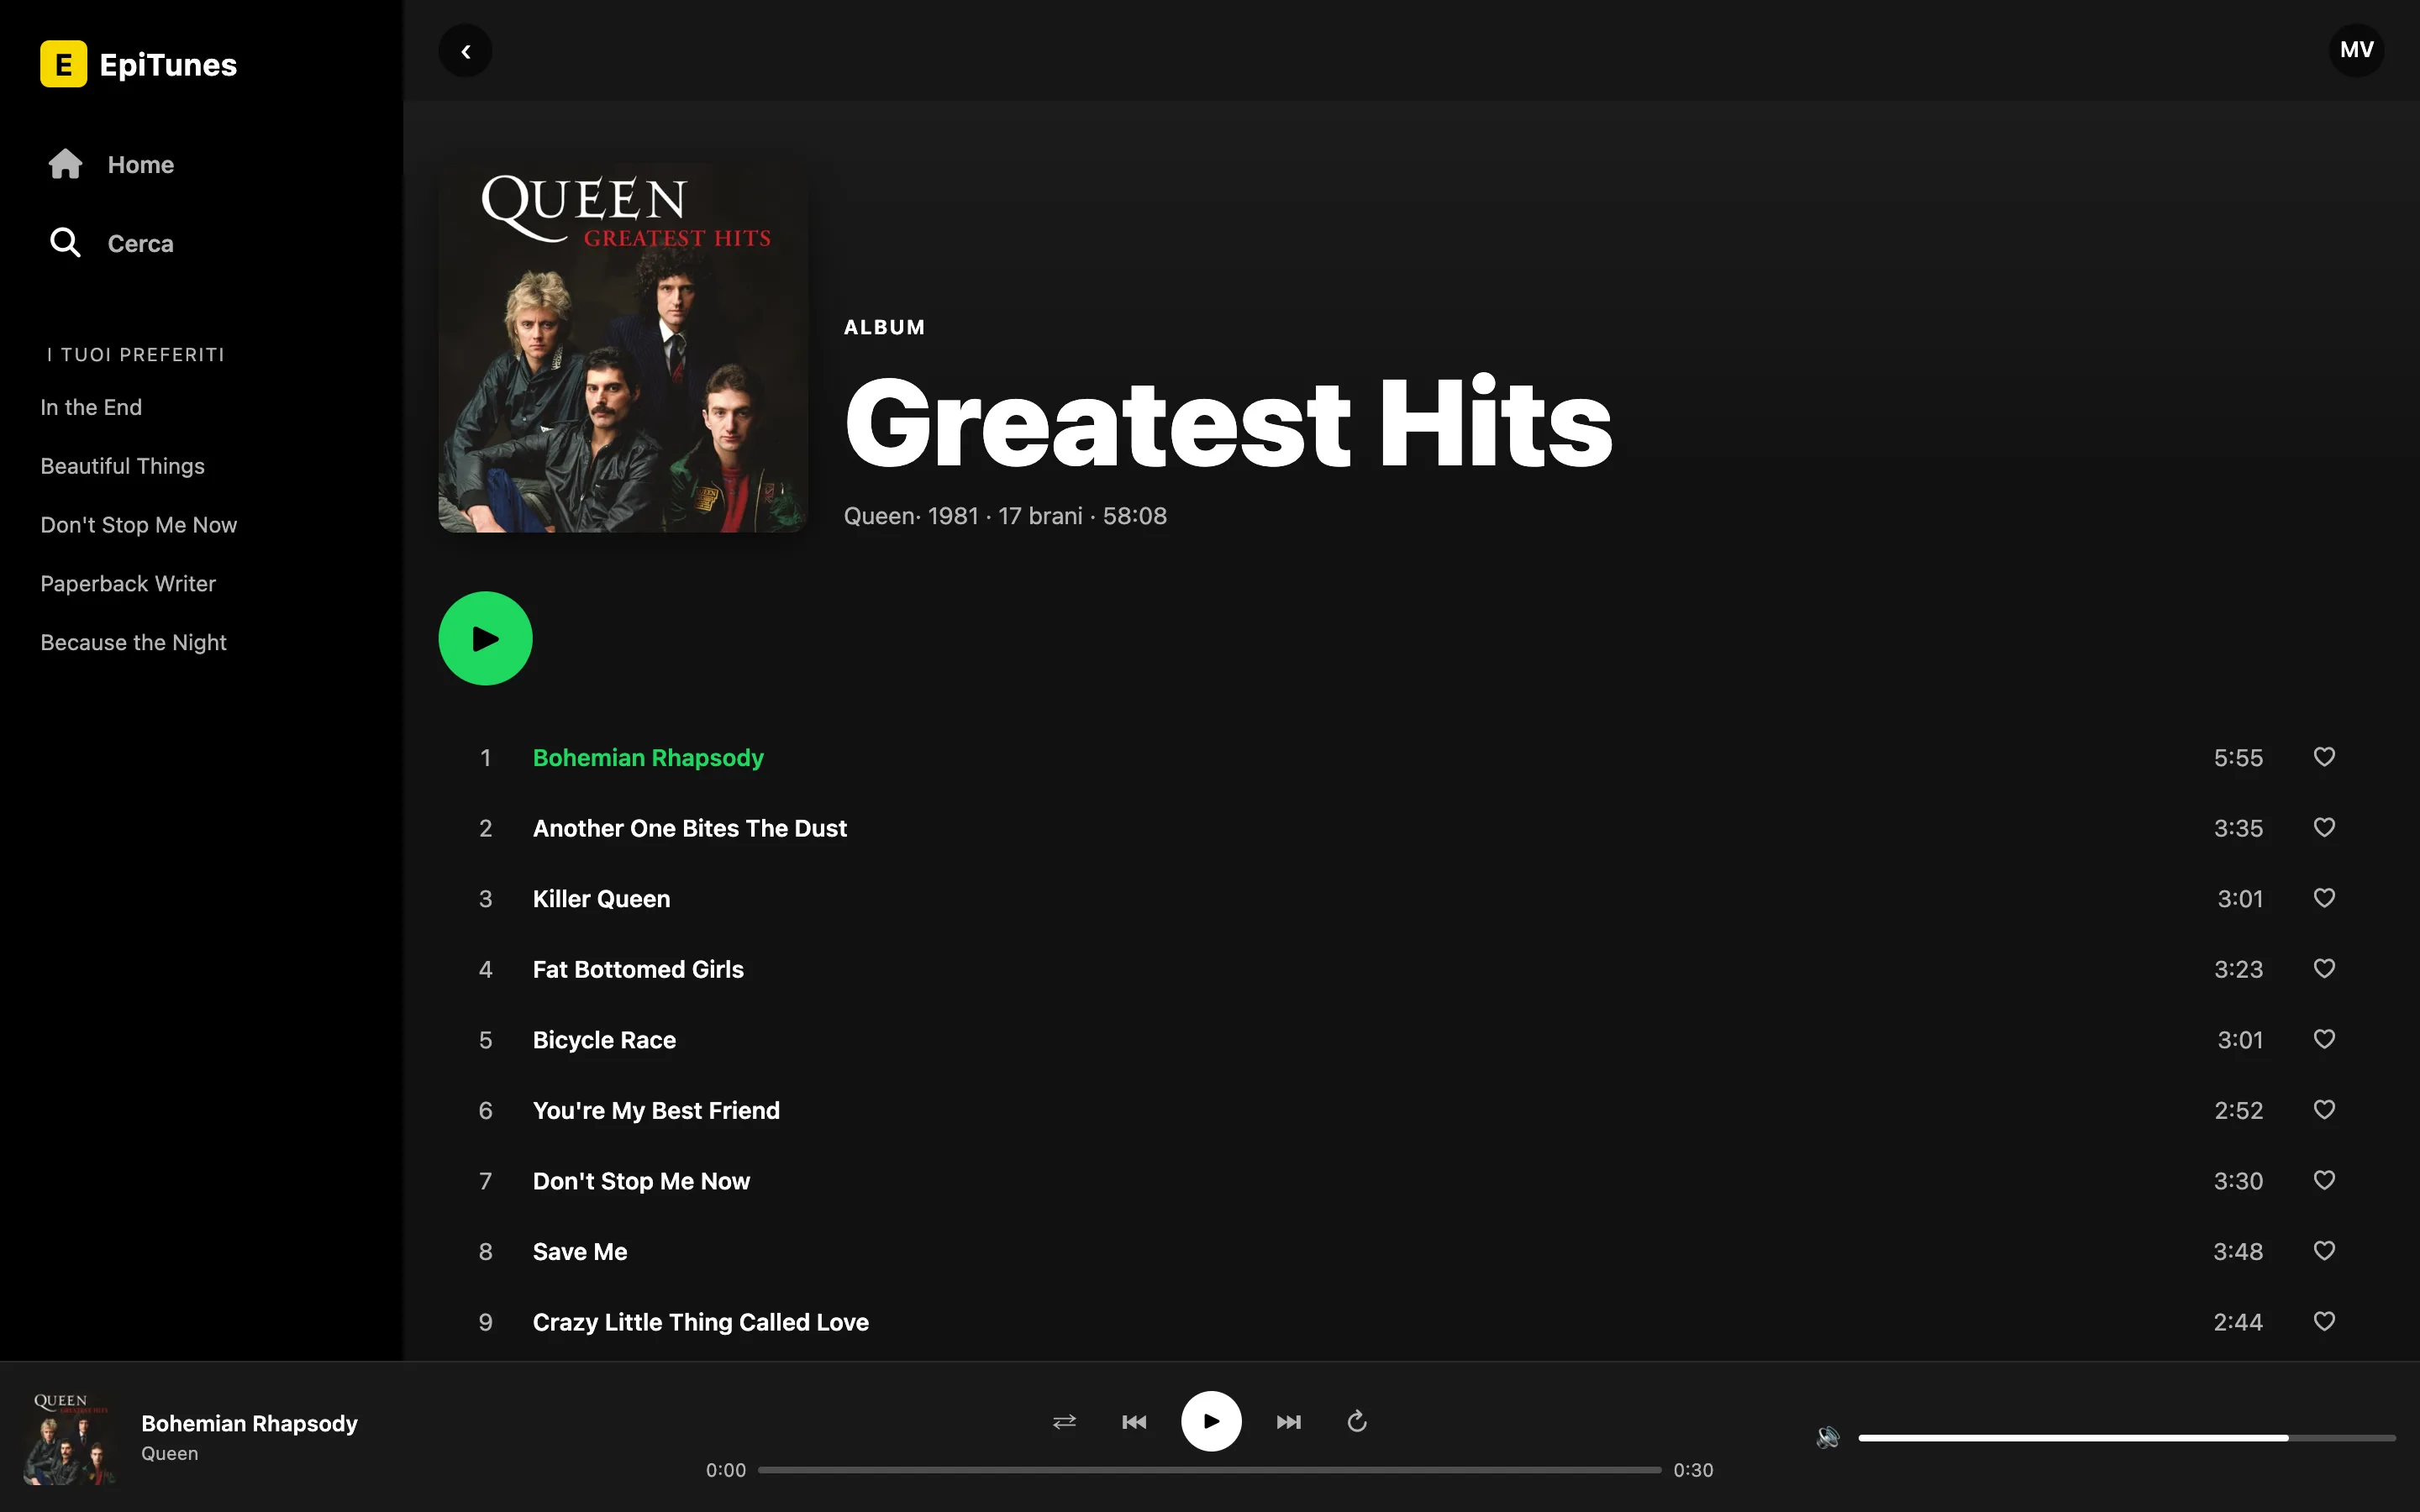 E EpiTunes
MV
Home
Cerca
I TUOI PREFERITI
In the End
Beautiful Things
Don't Stop Me Now
Paperback Writer
Because the Night
QUEEN
GREATEST HITS
ALBUM
Greatest Hits
Queen· 1981 · 17 brani · 58:08
1 Bohemian Rhapsody 5:55
2 Another One Bites The Dust 3:35
3 Killer Queen 3:01
4 Fat Bottomed Girls 3:23
5 Bicycle Race 3:01
6 You're My Best Friend 2:52
7 Don't Stop Me Now 3:30
8 Save Me 3:48
9 Crazy Little Thing Called Love 2:44
QUEEN
GREATEST HITS
Bohemian Rhapsody
Queen
0:00 0:30